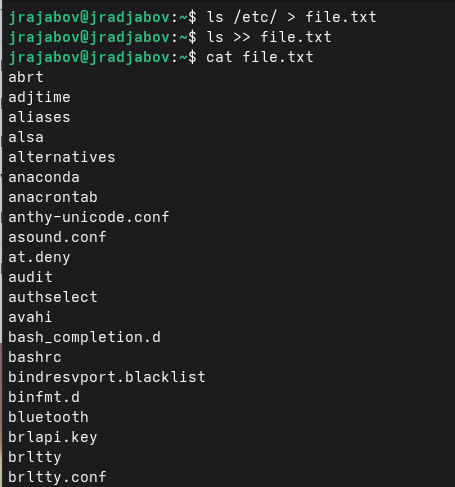 jrajabov@jradjabov:~$ ls /etc/ > file.txt
jrajabov@jradjabov:~$ ls >> file.txt
jrajabov@jradjabov:~$ cat file.txt
abrt
adjtime
aliases
alsa
alternatives
anaconda
anacrontab
anthy-unicode.conf
asound.conf
at.deny
audit
authselect
avahi
bash_completion.d
bashrc
bindresvport.blacklist
binfmt.d
bluetooth
brlapi.key
brltty
brltty.conf